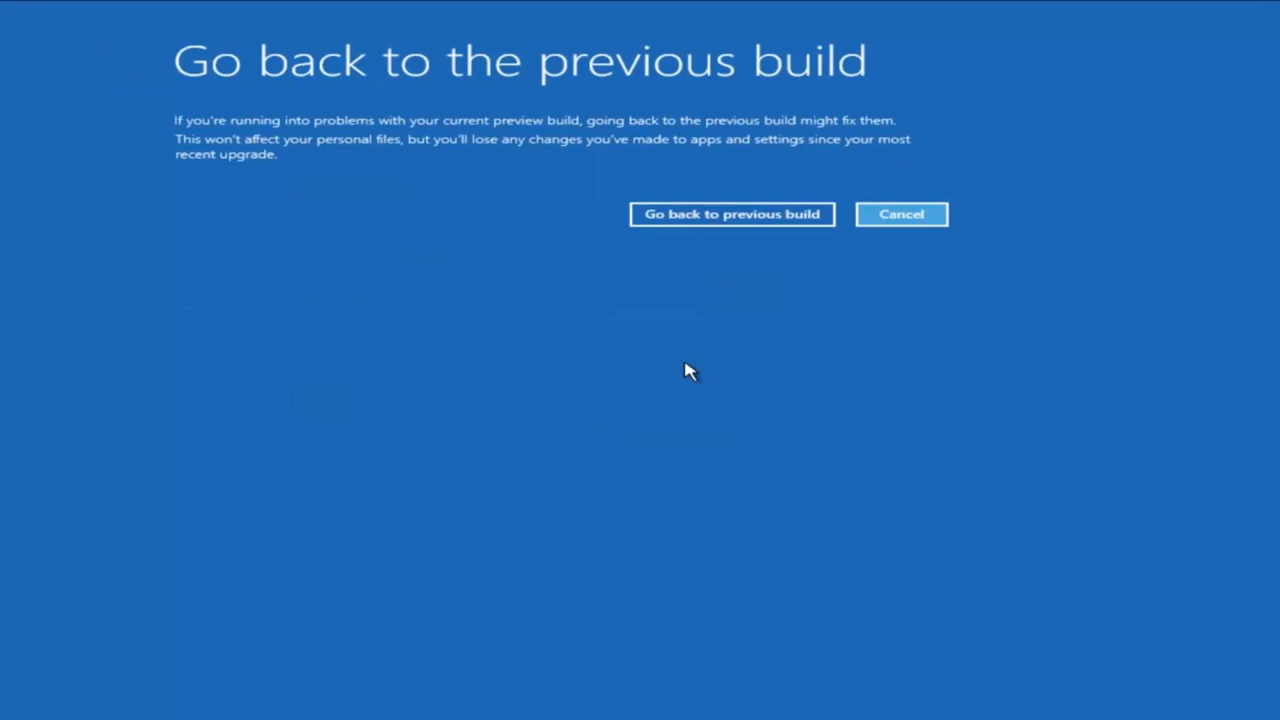 Go back to the previous build
If you're running into problems with your current preview build, going back to the previous build might fix them.
This won't affect your personal files, but you'll lose any changes you've made to apps and settings since your most
recent upgrade.
Go back to previous build
Cancel